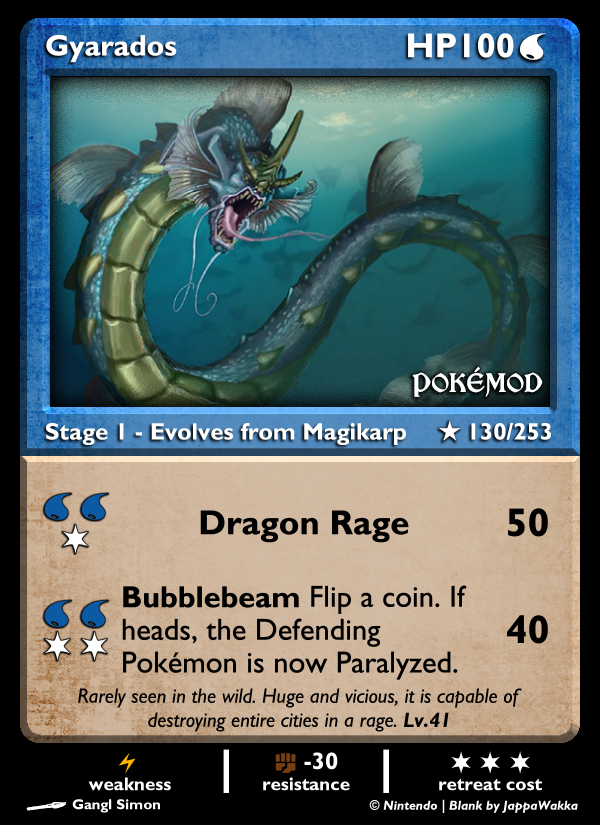 Gyarados HP100
POKÉMOD
Stage 1 - Evolves from Magikarp ★ 130/253
Dragon Rage 50
Bubblebeam Flip a coin. If
heads, the Defending 40
Pokémon is now Paralyzed.
Rarely seen in the wild. Huge and vicious, it is capable of
destroying entire cities in a rage. Lv.41
-30
weakness resistance retreat cost
Gangl Simon © Nintendo | Blank by JappaWakka